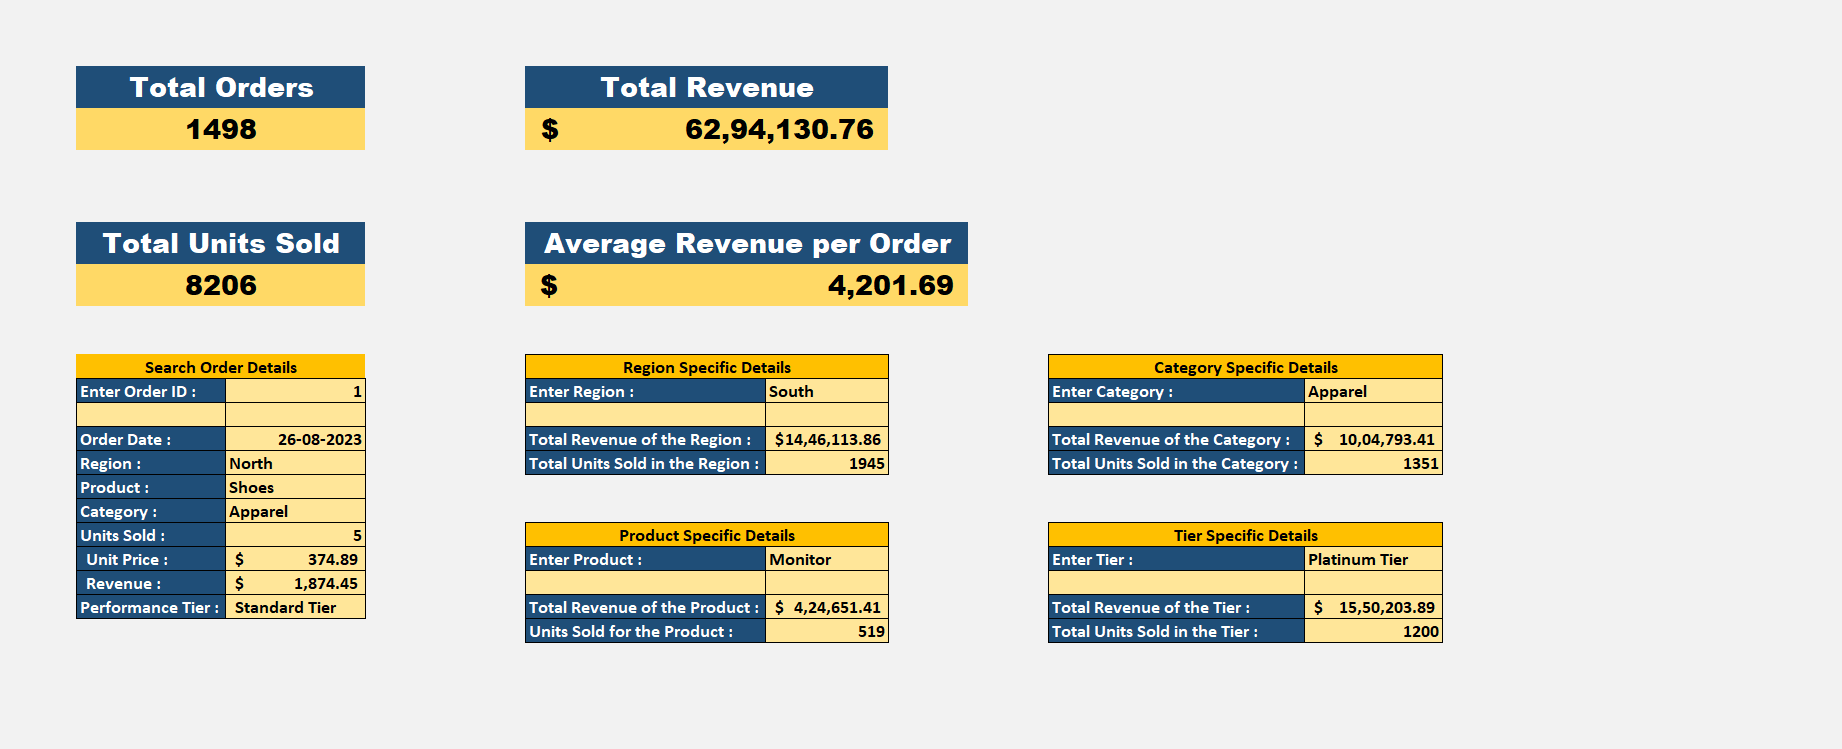 Total Orders
1498
Total Revenue
$ 62,94,130.76
Total Units Sold
8206
Average Revenue per Order
$ 4,201.69
Search Order Details
Enter Order ID : 1
Order Date : 26-08-2023
Region : North
Product : Shoes
Category : Apparel
Units Sold : 5
Unit Price : $ 374.89
Revenue : $ 1,874.45
Performance Tier : Standard Tier
Region Specific Details
Enter Region : South
Total Revenue of the Region : $14,46,113.86
Total Units Sold in the Region : 1945
Category Specific Details
Enter Category : Apparel
Total Revenue of the Category : $ 10,04,793.41
Total Units Sold in the Category : 1351
Product Specific Details
Enter Product : Monitor
Total Revenue of the Product : $ 4,24,651.41
Units Sold for the Product : 519
Tier Specific Details
Enter Tier : Platinum Tier
Total Revenue of the Tier : $ 15,50,203.89
Total Units Sold in the Tier : 1200